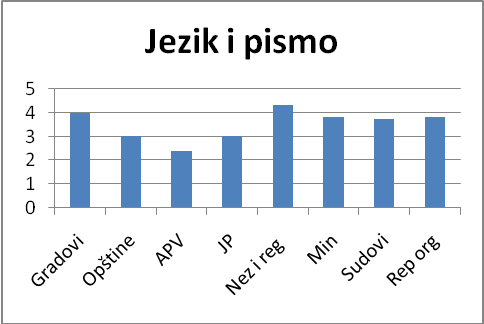 Jezik i pismo
5
4
3
2
1
0
Gradovi
Opštine
APV
JP
Nez i reg
Min
Sudovi
Rep org